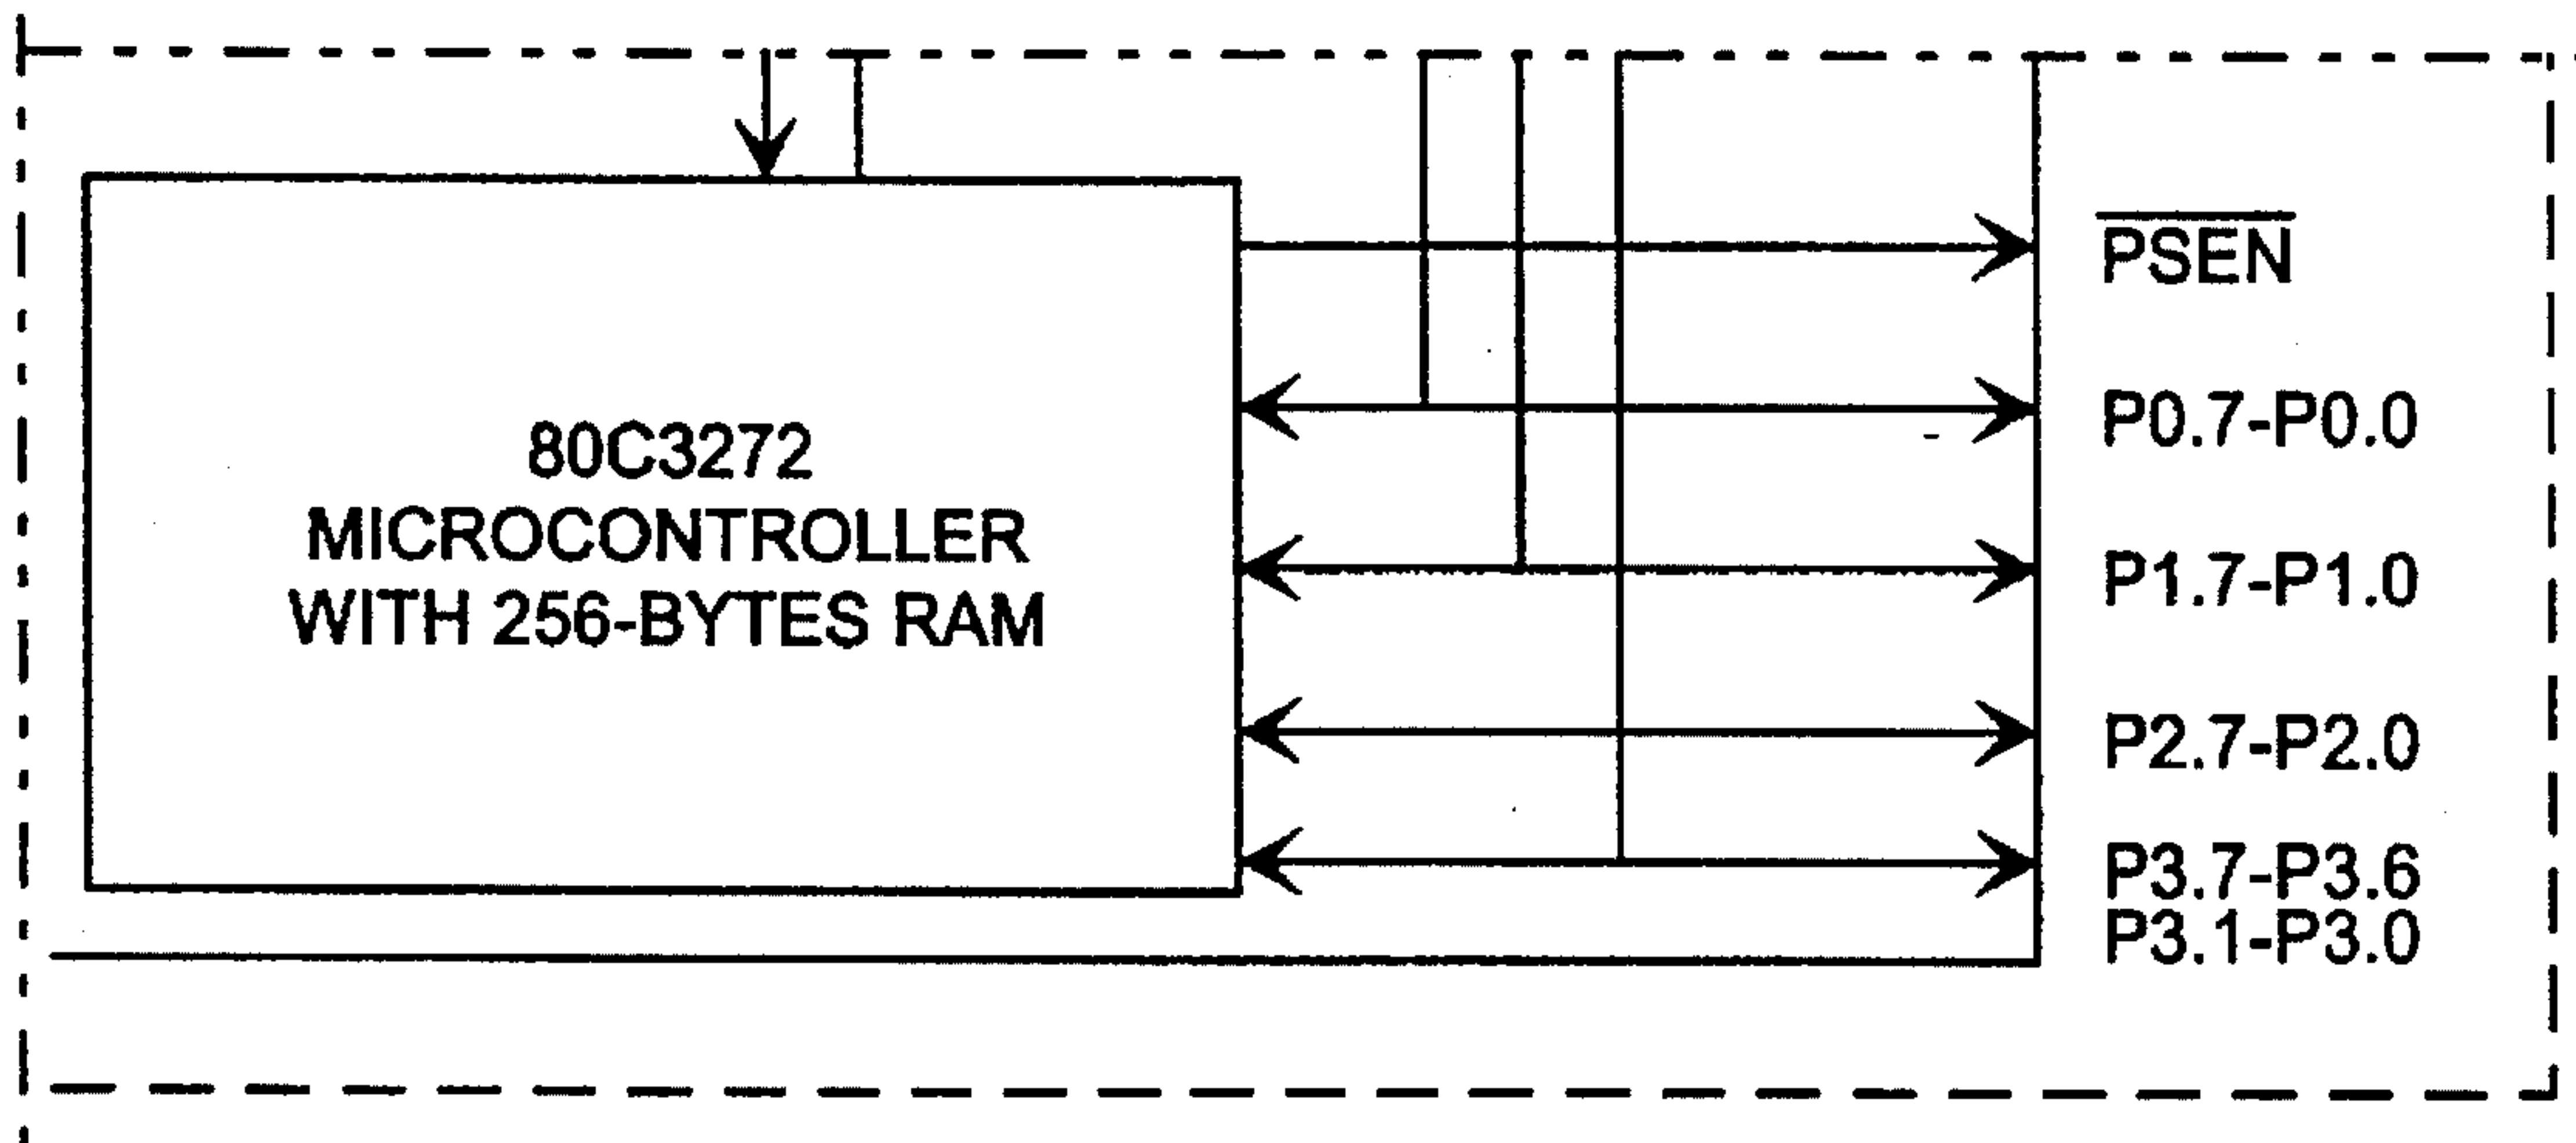 80C3272
MICROCONTROLLER
WITH 256-BYTES RAM
P̅S̅E̅N̅
P0.7-P0.0
P1.7-P1.0
P2.7-P2.0
P3.7-P3.6
P3.1-P3.0